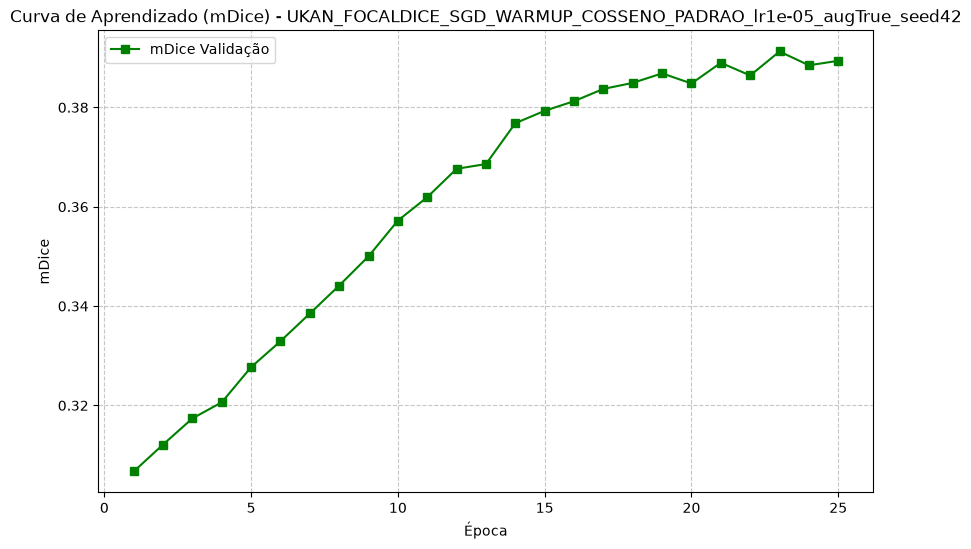 Curva de Aprendizado (mDice) - UKAN_FOCALDICE_SGD_WARMUP_COSSENO_PADRAO_lr1e-05_augTrue_seed42
mDice Validação
0.38
0.36
0.34
0.32
mDice
0 5 10 15 20 25
Época